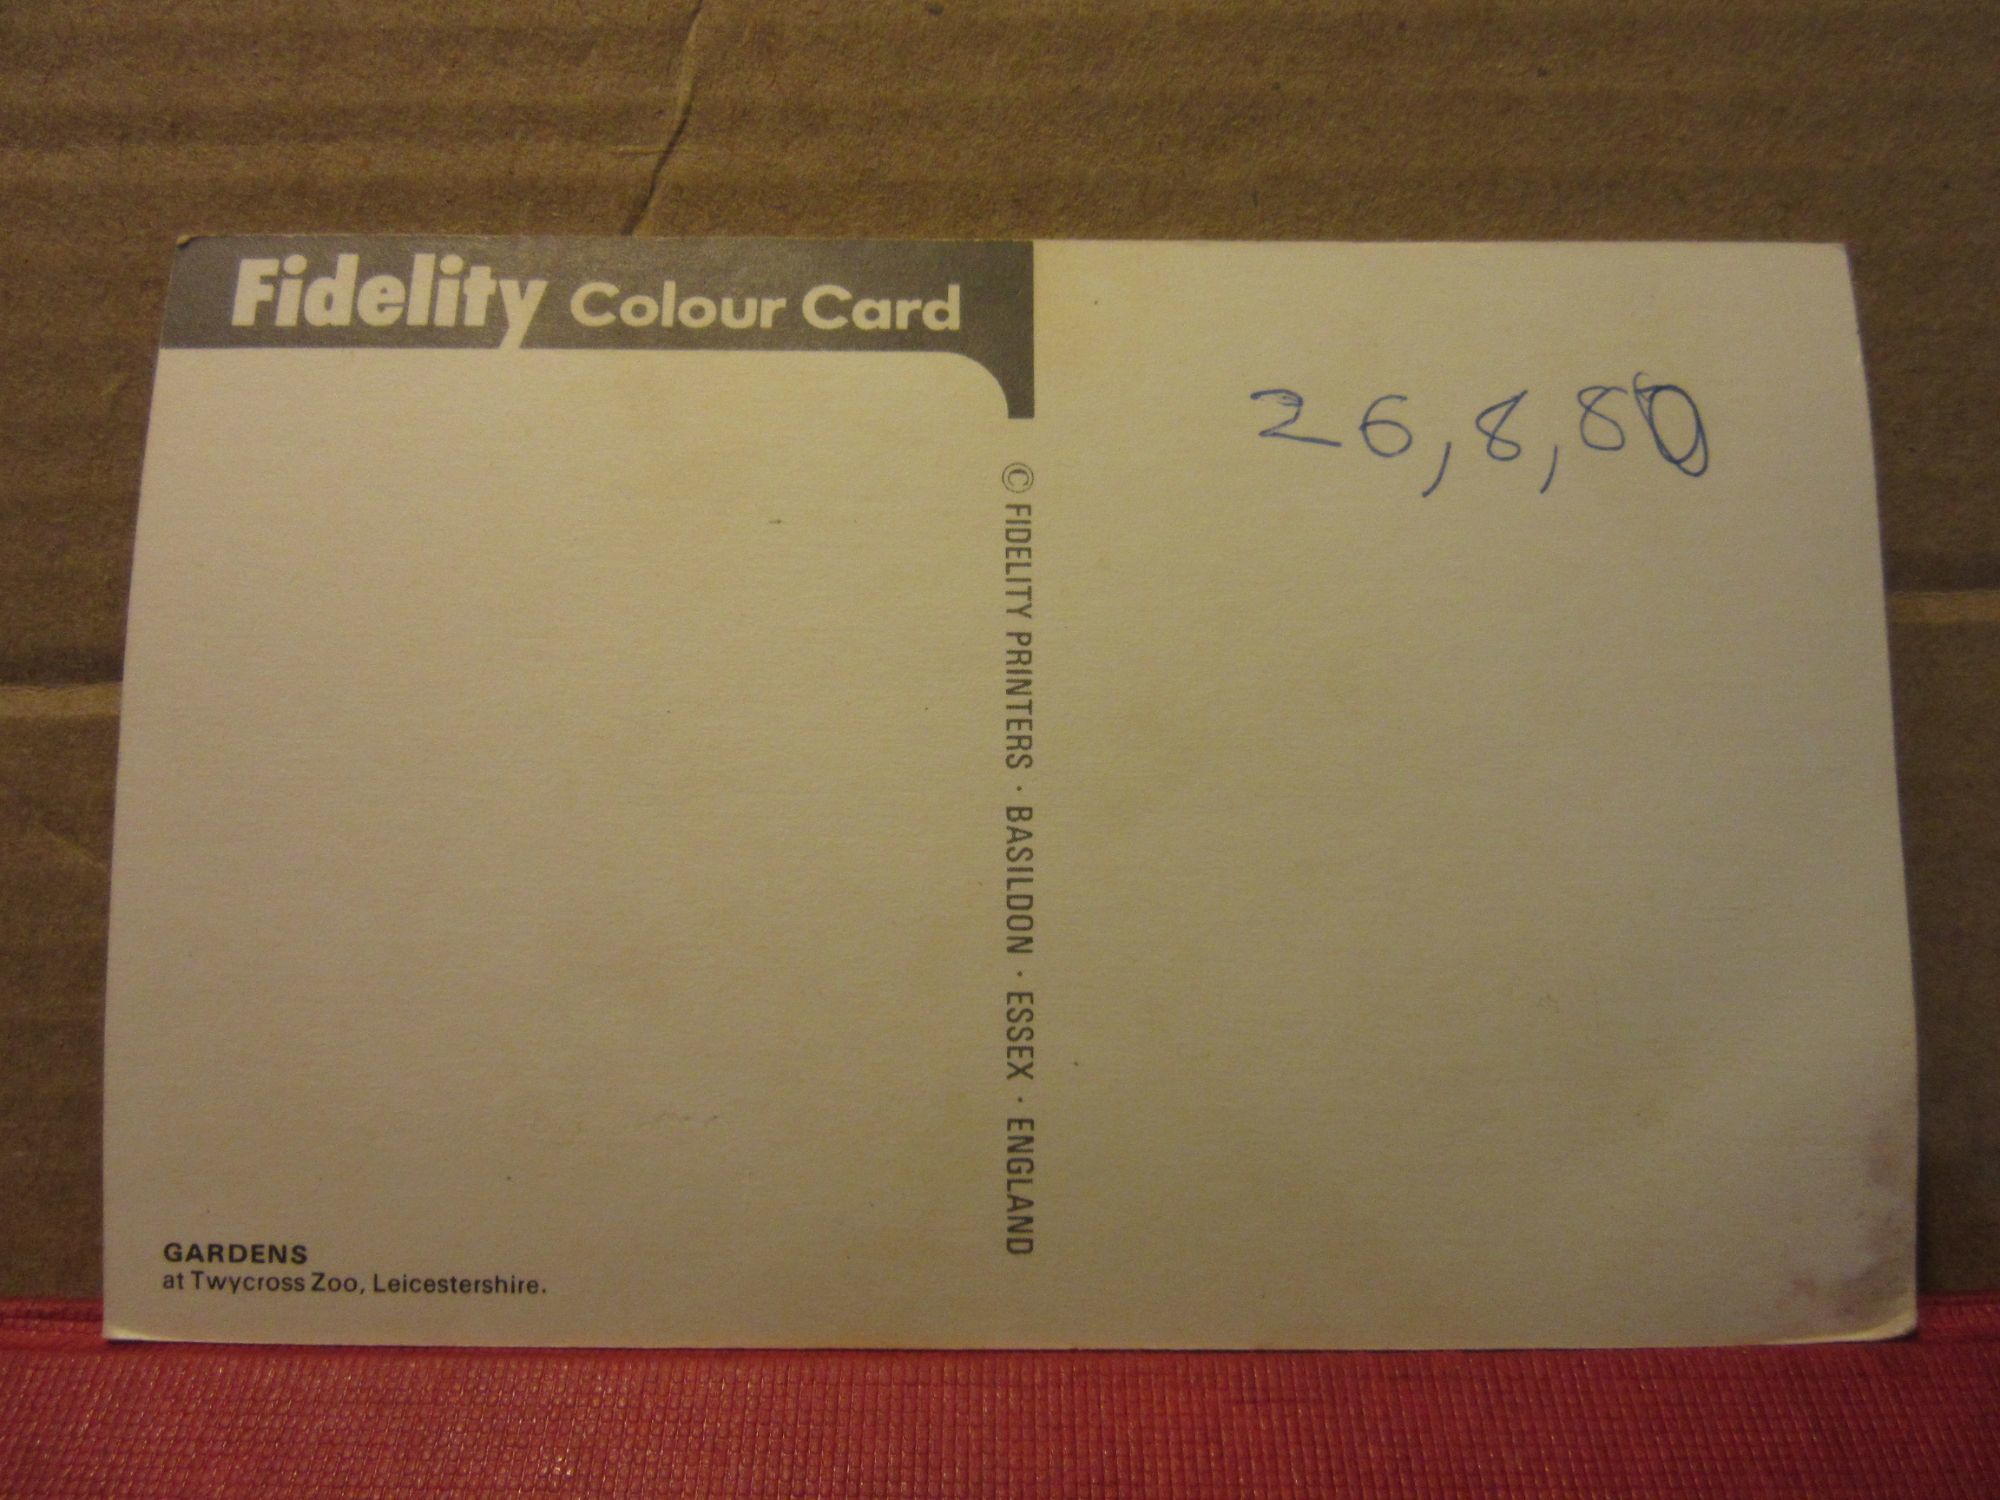 Fidelity Colour Card
26,8,80
© FIDELITY PRINTERS · BASILDON · ESSEX · ENGLAND
GARDENS
at Twycross Zoo, Leicestershire.